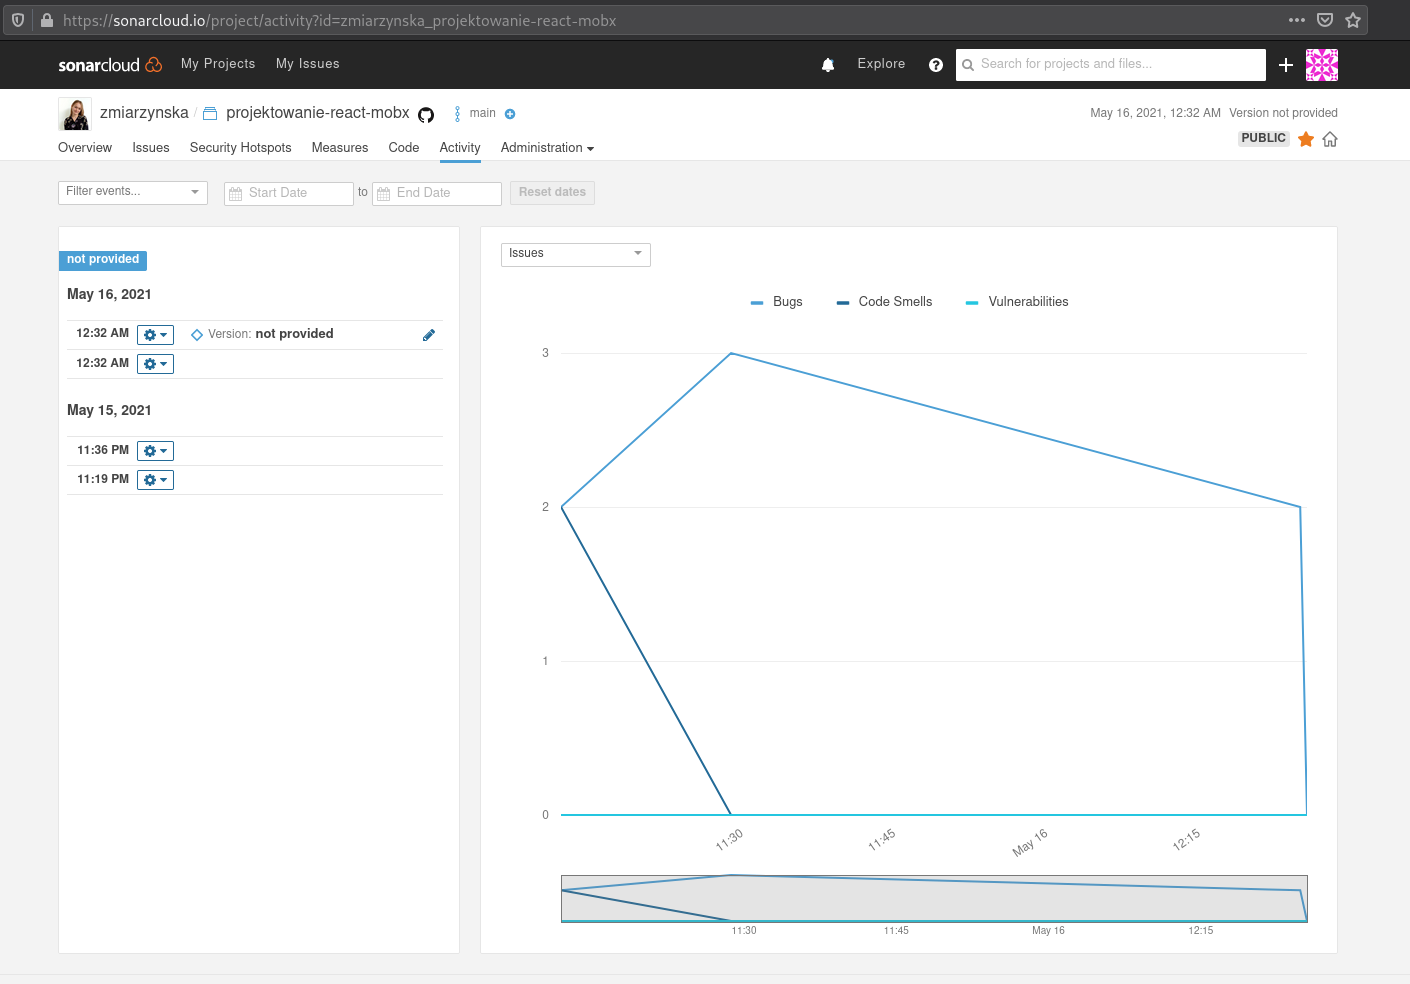 https://sonarcloud.io/project/activity?id=zmiarzynska_projektowanie-react-mobx
sonarcloud My Projects My Issues Explore Search for projects and files...
zmiarzynska / projektowanie-react-mobx main May 16, 2021, 12:32 AM Version not provided
PUBLIC
Overview Issues Security Hotspots Measures Code Activity Administration
Filter events... Start Date to End Date Reset dates
not provided
May 16, 2021
12:32 AM Version: not provided
12:32 AM
May 15, 2021
11:36 PM
11:19 PM
Issues
Bugs Code Smells Vulnerabilities
3
2
1
0
11:30 11:45 May 16 12:15
11:30 11:45 May 16 12:15